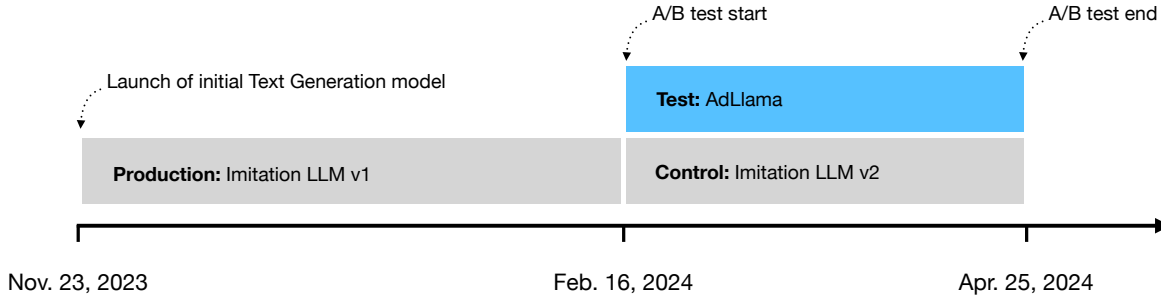 A/B test start
A/B test end
Launch of initial Text Generation model
Test: AdLlama
Production: Imitation LLM v1
Control: Imitation LLM v2
Nov. 23, 2023
Feb. 16, 2024
Apr. 25, 2024